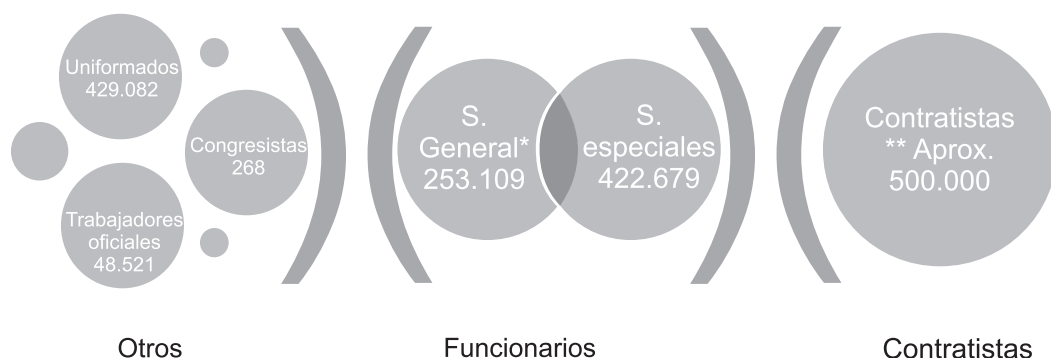 Uniformados
429.082
Congresistas
268
Trabajadores
oficiales
48.521
S.
General*
253.109
S.
especiales
422.679
Contratistas
** Aprox.
500.000
Otros
Funcionarios
Contratistas